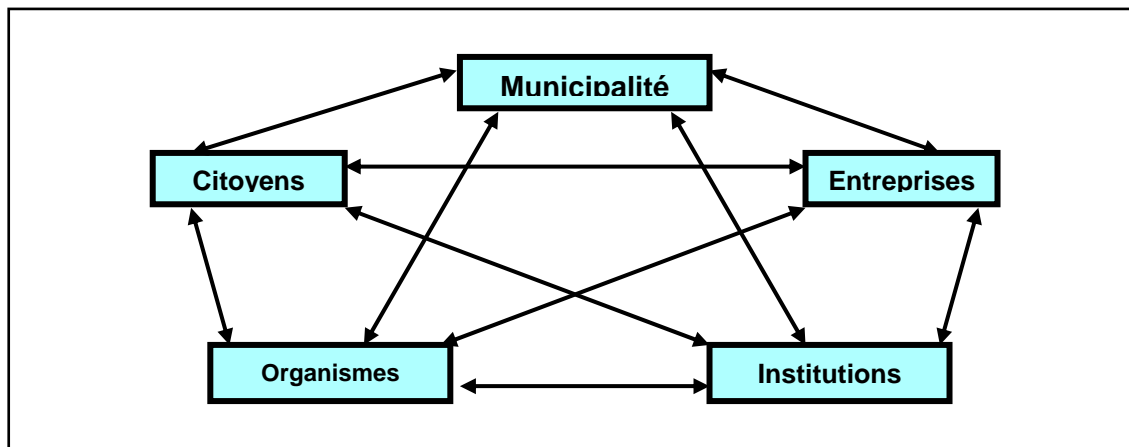 Municipalité
Citoyens
Entreprises
Organismes
Institutions